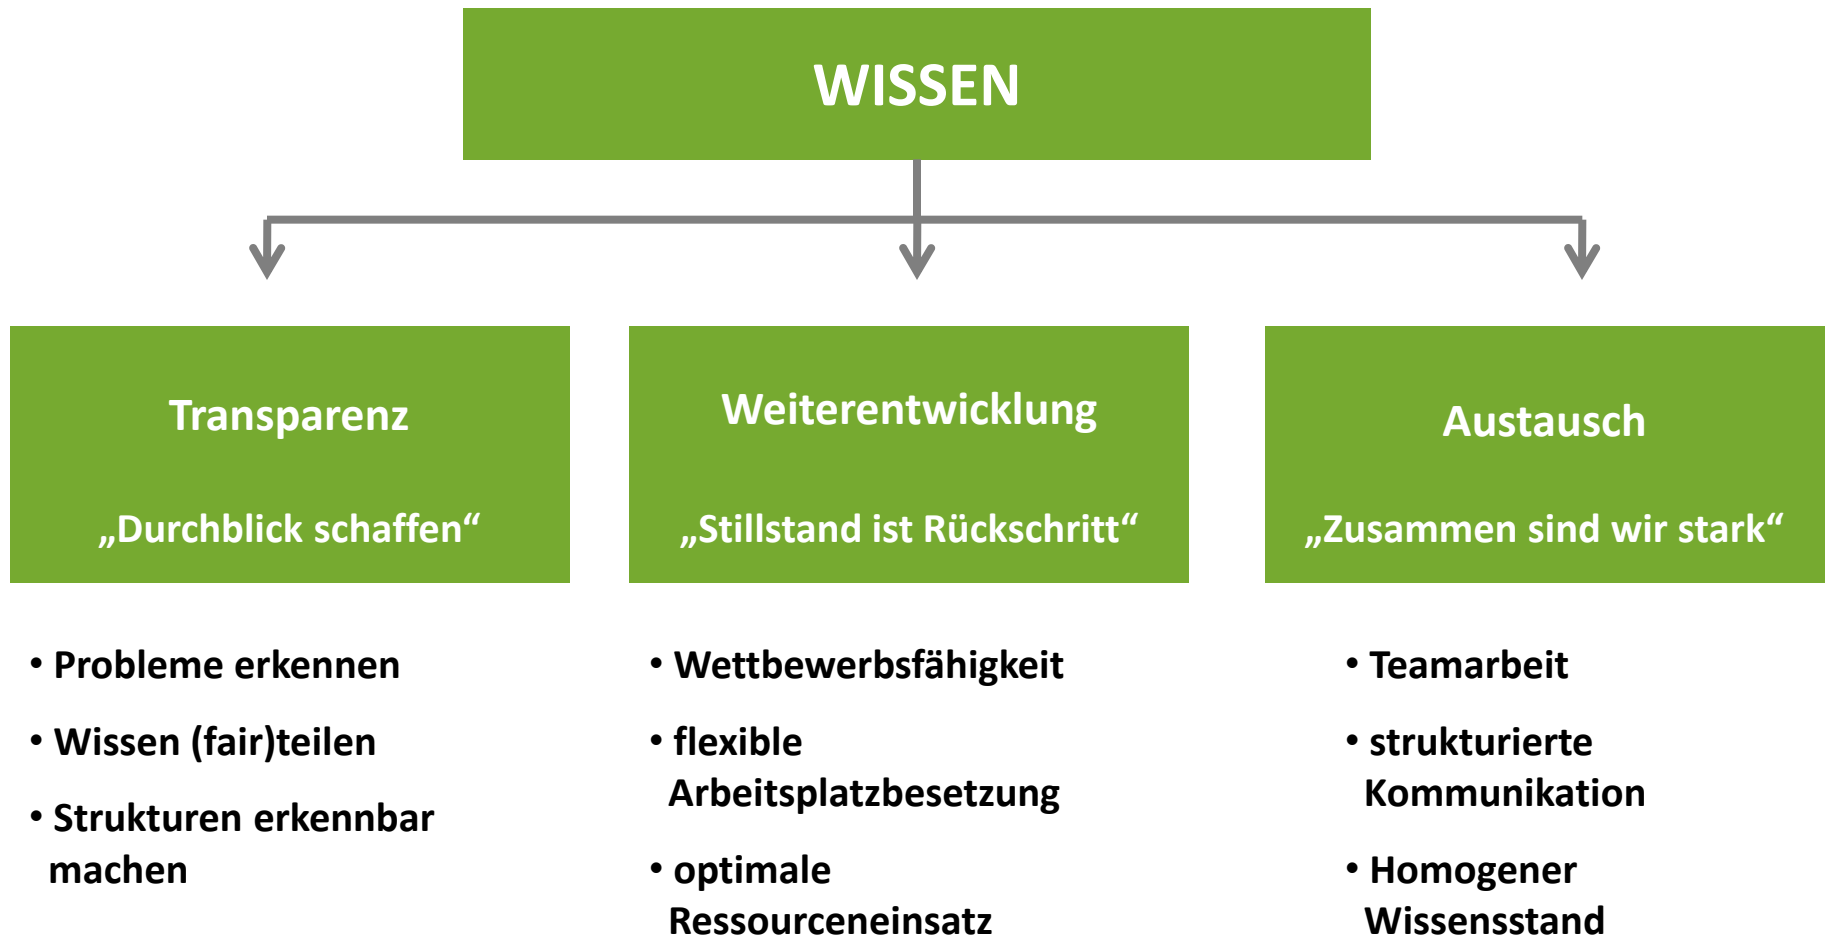 WISSEN
Transparenz
„Durchblick schaffen“
Weiterentwicklung
„Stillstand ist Rückschritt“
Austausch
„Zusammen sind wir stark“
• Probleme erkennen
• Wissen (fair)teilen
• Strukturen erkennbar
machen
• Wettbewerbsfähigkeit
• flexible
Arbeitsplatzbesetzung
• optimale
Ressourceneinsatz
• Teamarbeit
• strukturierte
Kommunikation
• Homogener
Wissensstand